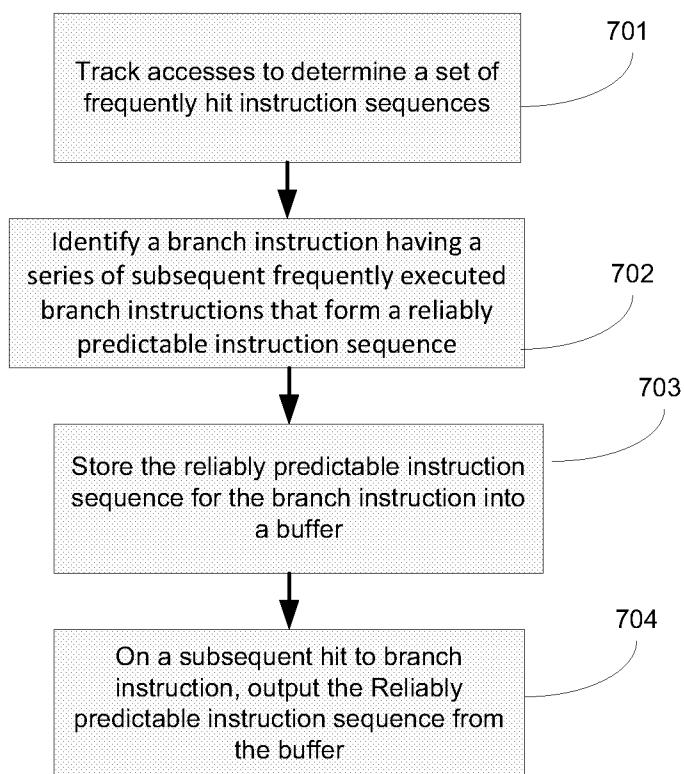 701
Track accesses to determine a set of
frequently hit instruction sequences
Identify a branch instruction having a
series of subsequent frequently executed
branch instructions that form a reliably
predictable instruction sequence
702
703
Store the reliably predictable instruction
sequence for the branch instruction into
a buffer
704
On a subsequent hit to branch
instruction, output the Reliably
predictable instruction sequence from
the buffer